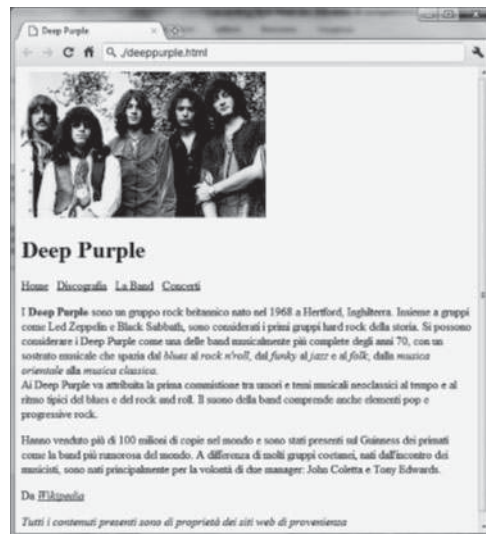 Deep Purple
./deeppurple.html
Deep Purple
Home Discografia La Band Concerti
I Deep Purple sono un gruppo rock britannico nato nel 1968 a Hertford, Inghilterra. Insieme a gruppi
come Led Zeppelin e Black Sabbath, sono considerati i primi gruppi hard rock della storia. Si possono
considerare i Deep Purple come una delle band musicalmente più complete degli anni 70, con un
sostrato musicale che spazia dal blues al rock n'roll, dal funky al jazz e al folk, dalla musica
orientale alla musica classica.
Ai Deep Purple va attribuita la prima commistione tra umori e temi musicali neoclassici al tempo e al
ritmo tipici del blues e del rock and roll. Il suono della band comprende anche elementi pop e
progressive rock.
Hanno venduto più di 100 milioni di copie nel mondo e sono stati presenti sul Guinness dei primati
come la band più rumorosa del mondo. A differenza di molti gruppi coetanei, nati dall'incontro dei
musicisti, sono nati principalmente per la volontà di due manager: John Coletta e Tony Edwards.
Da Wikipedia
Tutti i contenuti presenti sono di proprietà dei siti web di provenienza